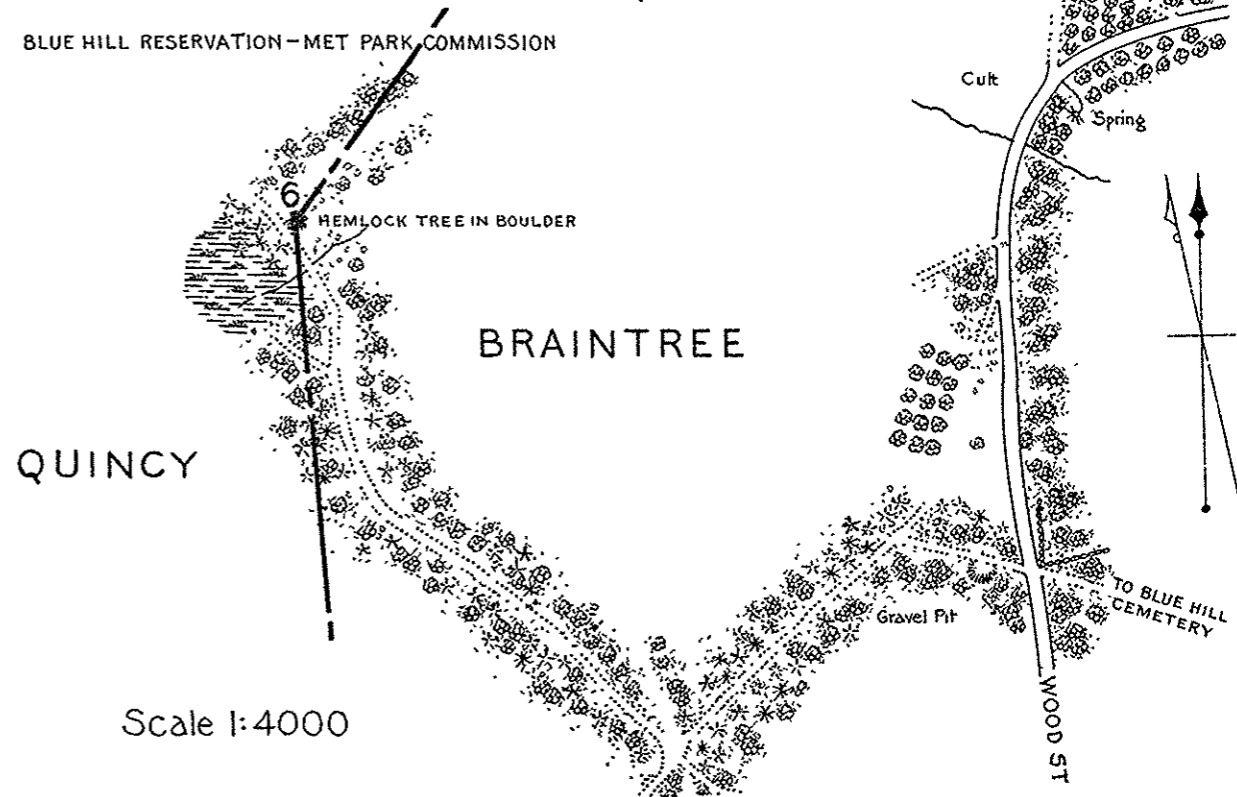 BLUE HILL RESERVATION-MET PARK COMMISSION
Cult
Spring
6
HEMLOCK TREE IN BOULDER
BRAINTREE
QUINCY
Gravel Pit
TO BLUE HILL
CEMETERY
WOOD ST
Scale 1:4000